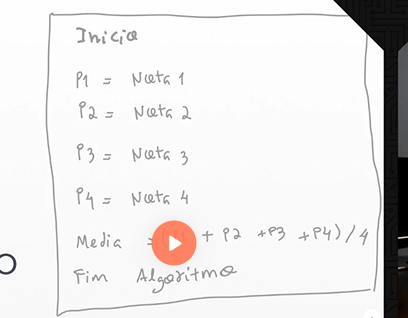 Inicio
P1 = Nota 1
P2 = Nota 2
P3 = Nota 3
P4 = Nota 4
Media = ( + P2 + P3 + P4) / 4
Fim Algoritmo